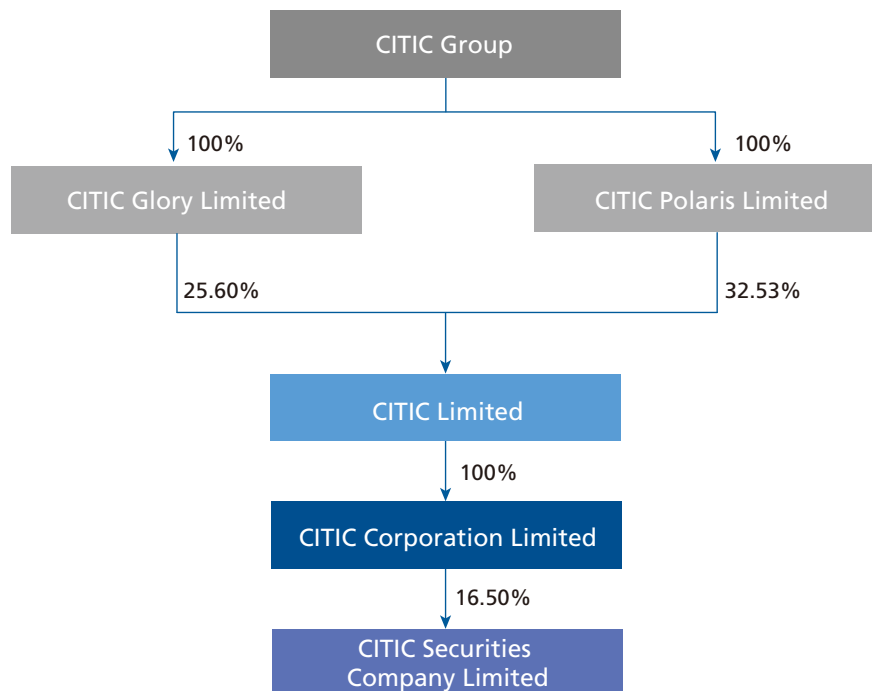 CITIC Group
100%
100%
CITIC Glory Limited
CITIC Polaris Limited
25.60%
32.53%
CITIC Limited
100%
CITIC Corporation Limited
16.50%
CITIC Securities
Company Limited